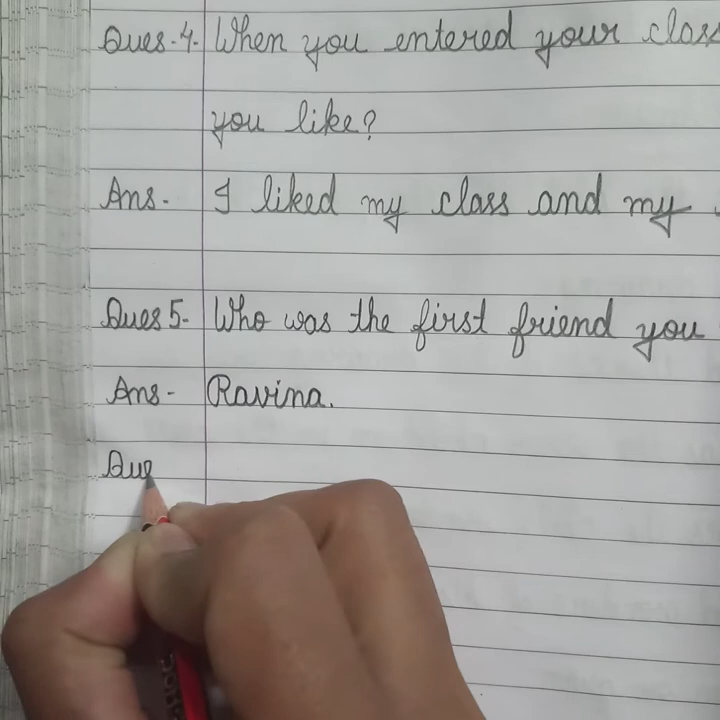 Ques.4. When you entered your class
you like?
Ans. I liked my class and my
Ques 5. Who was the first friend you
Ans - Ravina.
Que